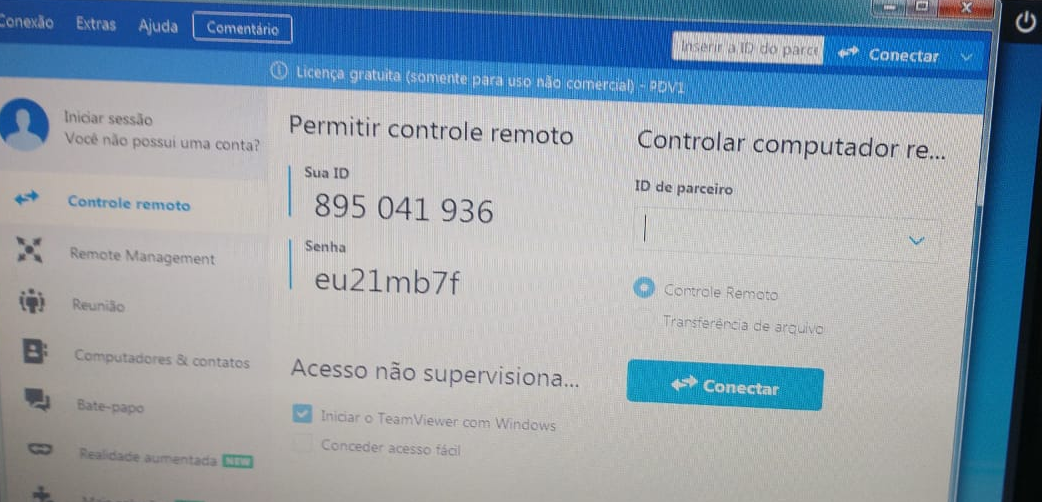 Conexão Extras Ajuda Comentário
Inserir a ID do parce Conectar
Licença gratuita (somente para uso não comercial) - PDV1
Iniciar sessão
Você não possui uma conta?
Controle remoto
Remote Management
Reunião
Computadores & contatos
Bate-papo
Realidade aumentada NEW
Permitir controle remoto
Sua ID
895 041 936
Senha
eu21mb7f
Acesso não supervisiona...
Iniciar o TeamViewer com Windows
Conceder acesso fácil
Controlar computador re...
ID de parceiro
Controle Remoto
Transferência de arquivo
Conectar